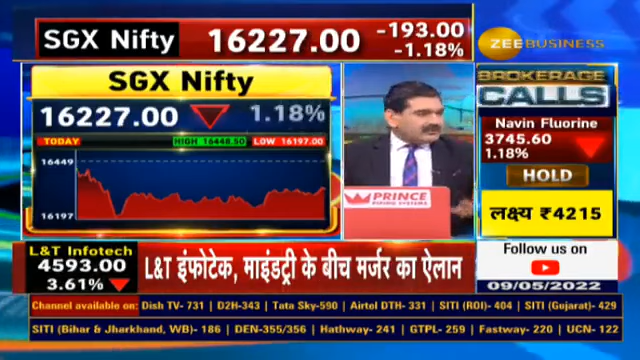 SGX Nifty 16227.00 -193.00
-1.18%
ZEE BUSINESS
SGX Nifty
16227.00 1.18%
TODAY HIGH 16448.50 LOW 16197.00
16449
16197
PRINCE
PIPING SYSTEMS
BROKERAGE
CALLS
Navin Fluorine
3745.60
1.18%
HOLD
लक्ष्य ₹4215
L&T Infotech
4593.00
3.61%
L&T इंफोटेक, माइंडट्री के बीच मर्जर का ऐलान
Follow us on
09/05/2022
Channel available on: Dish TV- 731 | D2H-343 | Tata Sky-590 | Airtel DTH- 331 | SITI (ROI)- 404 | SITI (Gujarat)- 429
SITI (Bihar & Jharkhand, WB)- 186 | DEN-355/356 | Hathway- 241 | GTPL- 259 | Fastway- 220 | UCN- 122